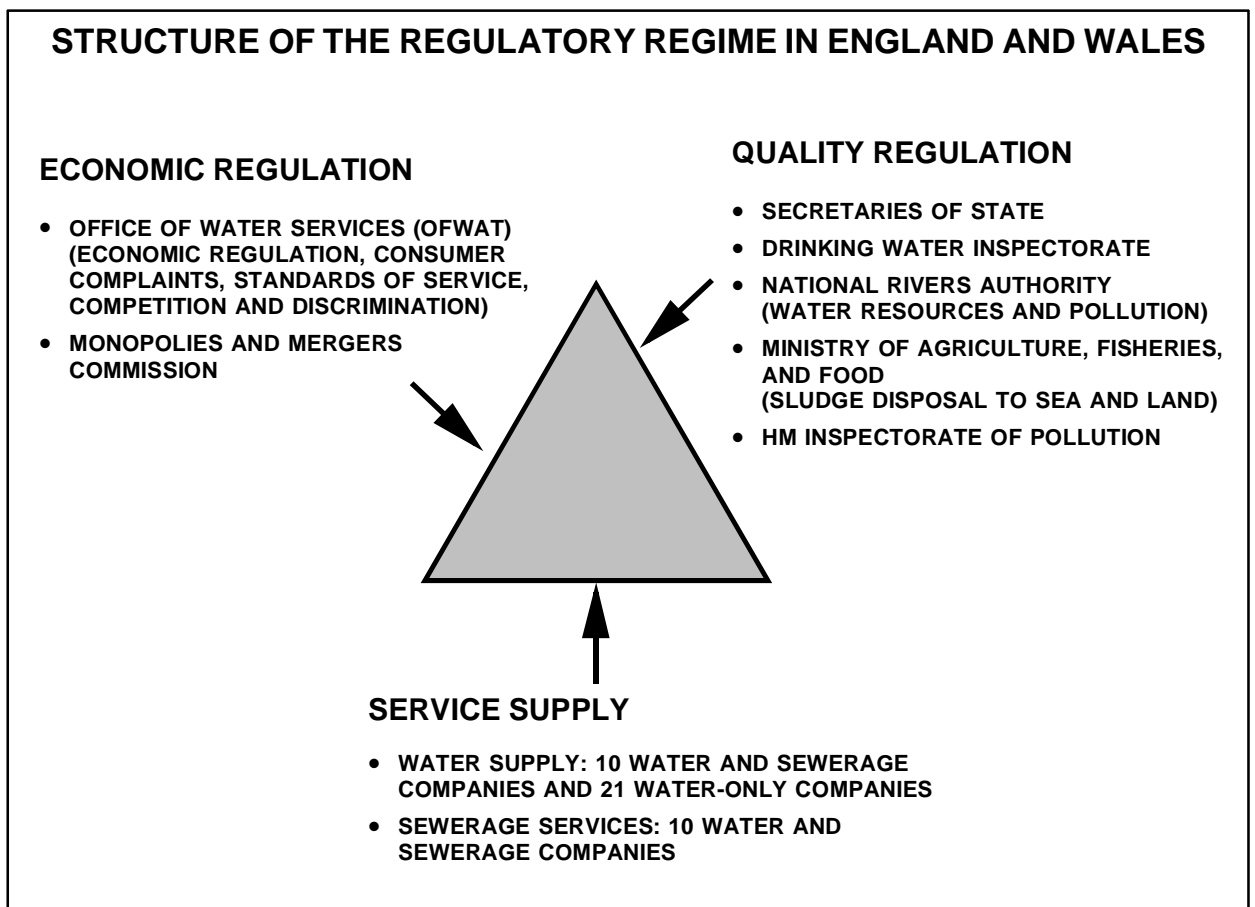 STRUCTURE OF THE REGULATORY REGIME IN ENGLAND AND WALES
ECONOMIC REGULATION
• OFFICE OF WATER SERVICES (OFWAT)
(ECONOMIC REGULATION, CONSUMER
COMPLAINTS, STANDARDS OF SERVICE,
COMPETITION AND DISCRIMINATION)
• MONOPOLIES AND MERGERS
COMMISSION
QUALITY REGULATION
• SECRETARIES OF STATE
• DRINKING WATER INSPECTORATE
• NATIONAL RIVERS AUTHORITY
(WATER RESOURCES AND POLLUTION)
• MINISTRY OF AGRICULTURE, FISHERIES,
AND FOOD
(SLUDGE DISPOSAL TO SEA AND LAND)
• HM INSPECTORATE OF POLLUTION
SERVICE SUPPLY
• WATER SUPPLY: 10 WATER AND SEWERAGE
COMPANIES AND 21 WATER-ONLY COMPANIES
• SEWERAGE SERVICES: 10 WATER AND
SEWERAGE COMPANIES